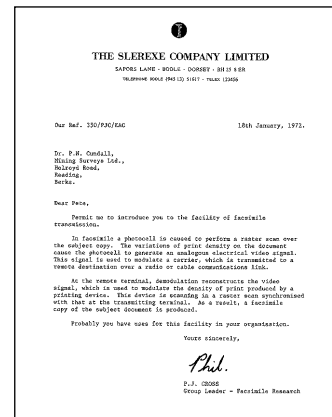 THE SLEREXE COMPANY LIMITED
SAPORS LANE - BOOLE - DORSET - BH 25 8 ER
TELEPHONE BOOLE (945 13) 51617 - TELEX 123456
Our Ref. 350/PJC/EAC 18th January, 1972.
Dr. P.N. Cundall,
Mining Surveys Ltd.,
Holroyd Road,
Reading,
Berks.
Dear Pete,
Permit me to introduce you to the facility of facsimile
transmission.
In facsimile a photocell is caused to perform a raster scan over
the subject copy. The variations of print density on the document
cause the photocell to generate an analogous electrical video signal.
This signal is used to modulate a carrier, which is transmitted to a
remote destination over a radio or cable communications link.
At the remote terminal, demodulation reconstructs the video
signal, which is used to modulate the density of print produced by a
printing device. This device is scanning in a raster scan synchronised
with that at the transmitting terminal. As a result, a facsimile
copy of the subject document is produced.
Probably you have uses for this facility in your organisation.
Yours sincerely,
Phil.
P.J. CROSS
Group Leader - Facsimile Research